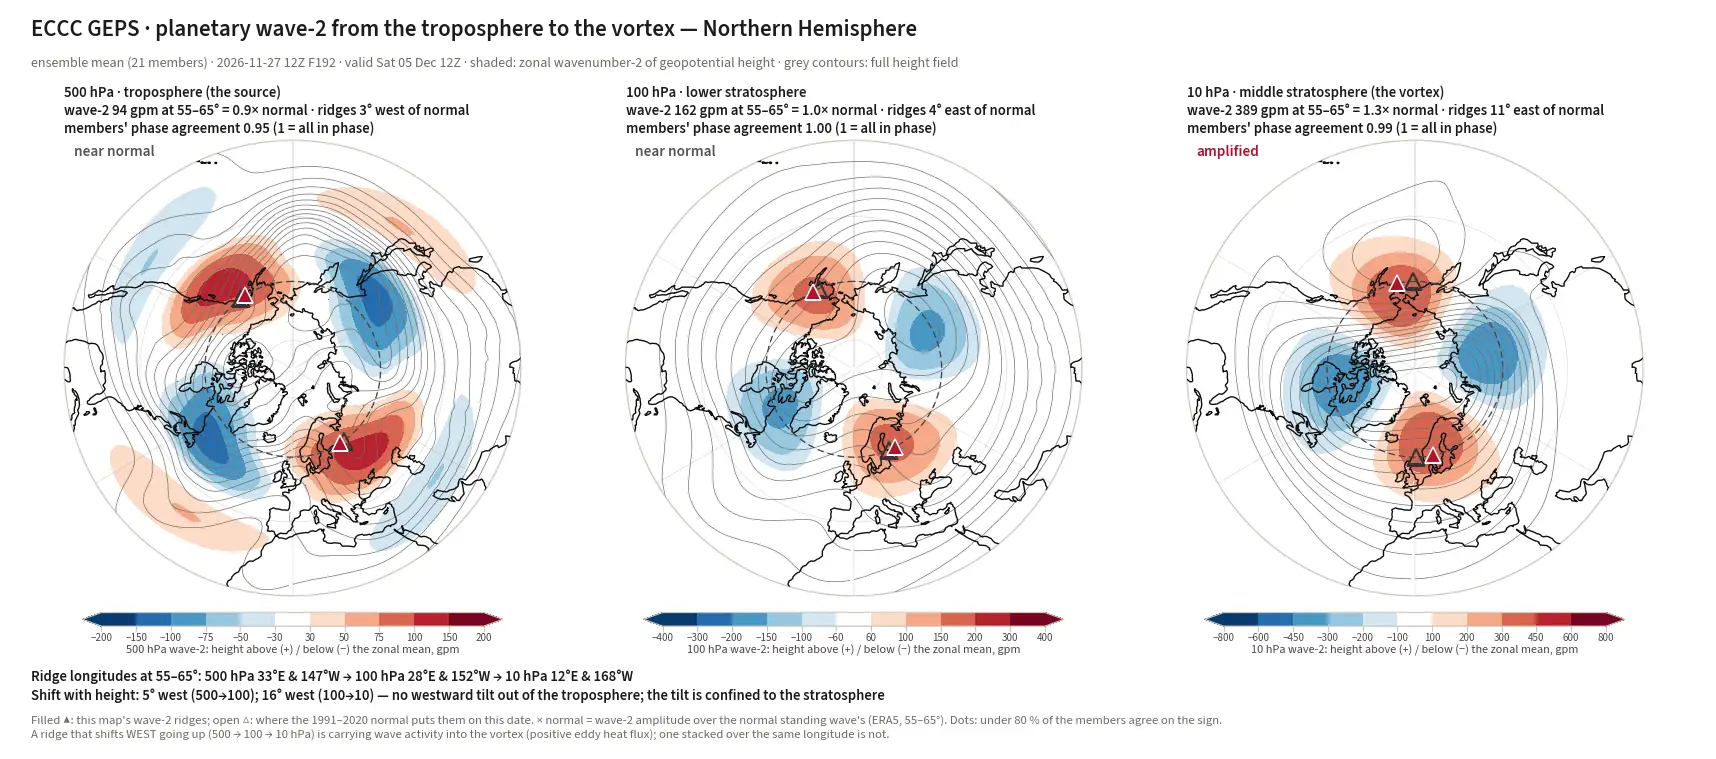 ECCC GEPS · planetary wave-2 from the troposphere to the vortex — Northern Hemisphere
ensemble mean (21 members) · 2026-11-27 12Z F192 · valid Sat 05 Dec 12Z · shaded: zonal wavenumber-2 of geopotential height · grey contours: full height field
500 hPa · troposphere (the source)
wave-2 94 gpm at 55–65° = 0.9× normal · ridges 3° west of normal
members' phase agreement 0.95 (1 = all in phase)
near normal
100 hPa · lower stratosphere
wave-2 162 gpm at 55–65° = 1.0× normal · ridges 4° east of normal
members' phase agreement 1.00 (1 = all in phase)
near normal
10 hPa · middle stratosphere (the vortex)
wave-2 389 gpm at 55–65° = 1.3× normal · ridges 11° east of normal
members' phase agreement 0.99 (1 = all in phase)
amplified
−200 −150 −100 −75 −50 −30 30 50 75 100 150 200
500 hPa wave-2: height above (+) / below (−) the zonal mean, gpm
−400 −300 −200 −150 −100 −60 60 100 150 200 300 400
100 hPa wave-2: height above (+) / below (−) the zonal mean, gpm
−800 −600 −450 −300 −200 −100 100 200 300 450 600 800
10 hPa wave-2: height above (+) / below (−) the zonal mean, gpm
Ridge longitudes at 55–65°: 500 hPa 33°E & 147°W → 100 hPa 28°E & 152°W → 10 hPa 12°E & 168°W
Shift with height: 5° west (500→100); 16° west (100→10) — no westward tilt out of the troposphere; the tilt is confined to the stratosphere
Filled ▲: this map's wave-2 ridges; open △: where the 1991–2020 normal puts them on this date. × normal = wave-2 amplitude over the normal standing wave's (ERA5, 55–65°). Dots: under 80 % of the members agree on the sign.
A ridge that shifts WEST going up (500 → 100 → 10 hPa) is carrying wave activity into the vortex (positive eddy heat flux); one stacked over the same longitude is not.